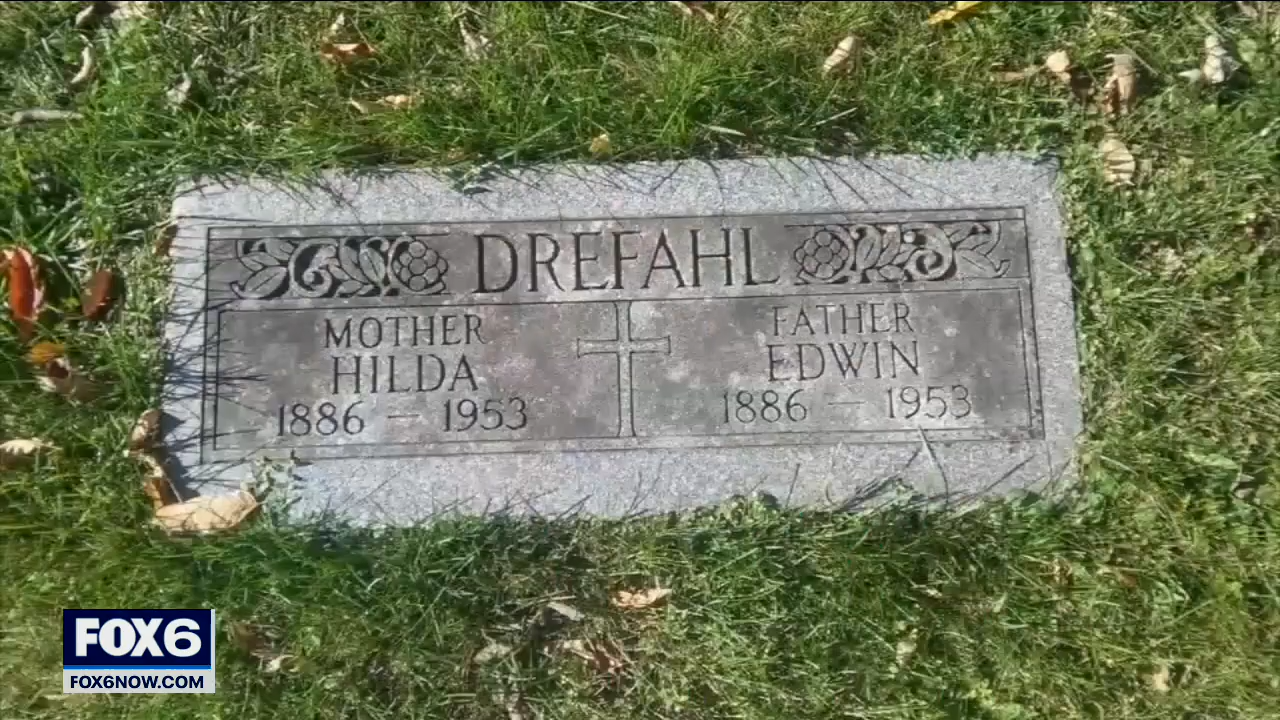 DREFAHL
MOTHER
HILDA
1886 — 1953
FATHER
EDWIN
1886 — 1953
FOX6
FOX6NOW.COM